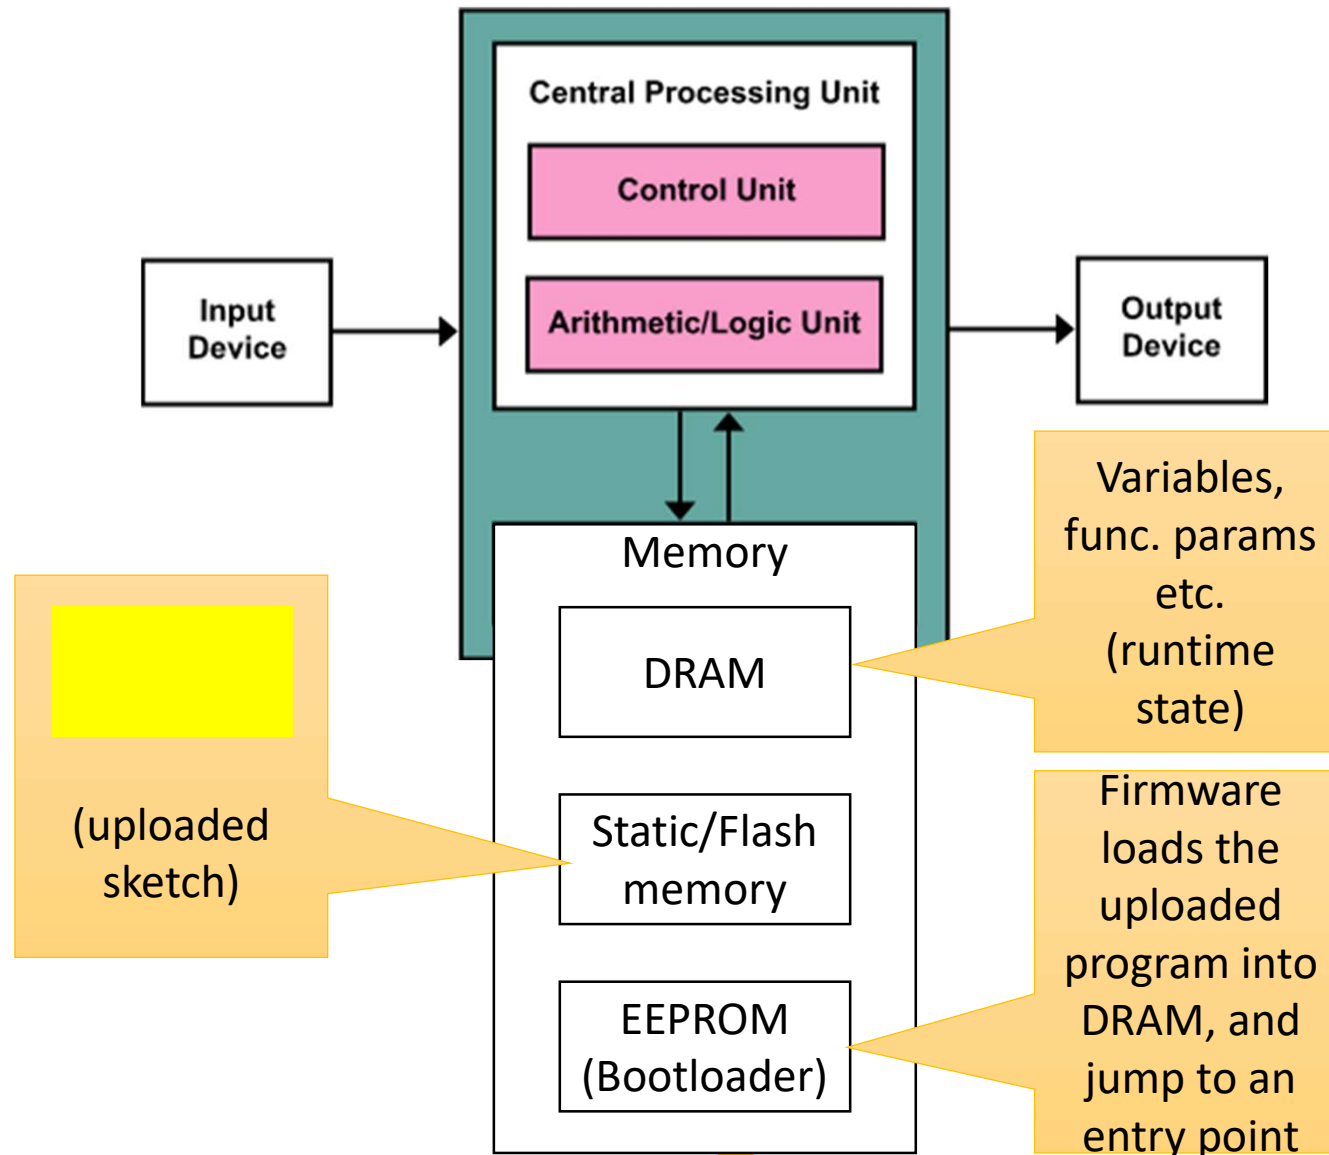 Central Processing Unit
Control Unit
Arithmetic/Logic Unit
Input
Device
Output
Device
Memory
DRAM
Static/Flash
memory
EEPROM
(Bootloader)
Variables,
func. params
etc.
(runtime
state)
(uploaded
sketch)
Firmware
loads the
uploaded
program into
DRAM, and
jump to an
entry point